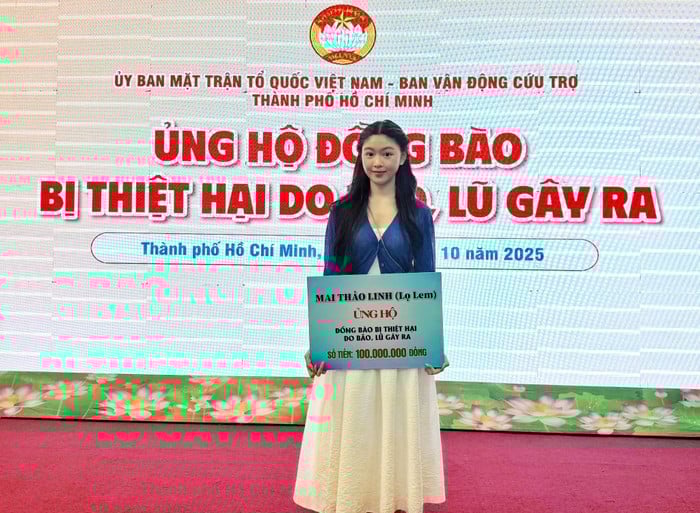 ỦY BAN MẶT TRẬN TỔ QUỐC VIỆT NAM - BAN VẬN ĐỘNG CỨU TRỢ
THÀNH PHỐ HỒ CHÍ MINH
ỦNG HỘ ĐỒNG BÀO
BỊ THIỆT HẠI DO BÃO, LŨ GÂY RA
Thành phố Hồ Chí Minh, 10 năm 2025
MAI THẢO LINH (Lọ Lem)
ỦNG HỘ
ĐỒNG BÀO BỊ THIỆT HẠI
DO BÃO, LŨ GÂY RA
SỐ TIỀN: 100.000.000 ĐỒNG